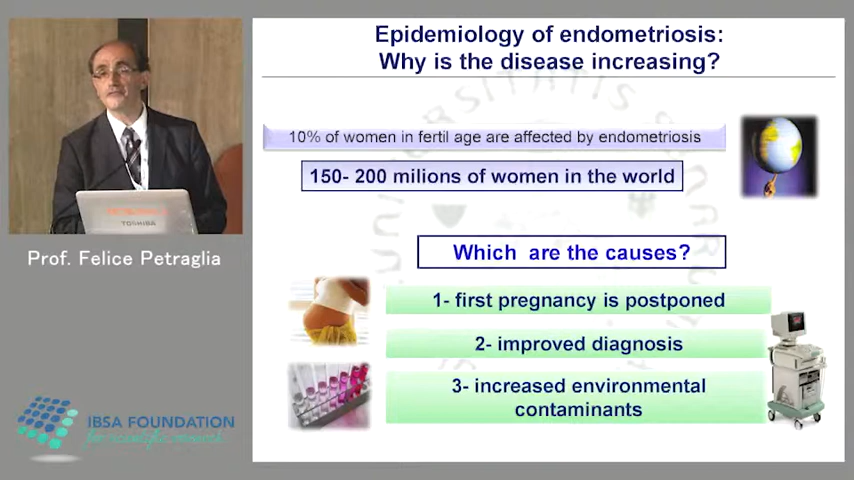 Epidemiology of endometriosis:
Why is the disease increasing?
10% of women in fertil age are affected by endometriosis
150- 200 milions of women in the world
Which are the causes?
1- first pregnancy is postponed
2- improved diagnosis
3- increased environmental
contaminants
TOSHIBA
Prof. Felice Petraglia
IBSA FOUNDATION
for scientific research